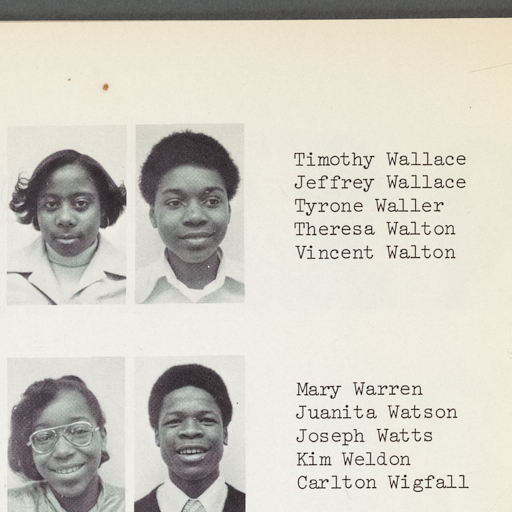 Timothy Wallace
Jeffrey Wallace
Tyrone Waller
Theresa Walton
Vincent Walton
Mary Warren
Juanita Watson
Joseph Watts
Kim Weldon
Carlton Wigfall